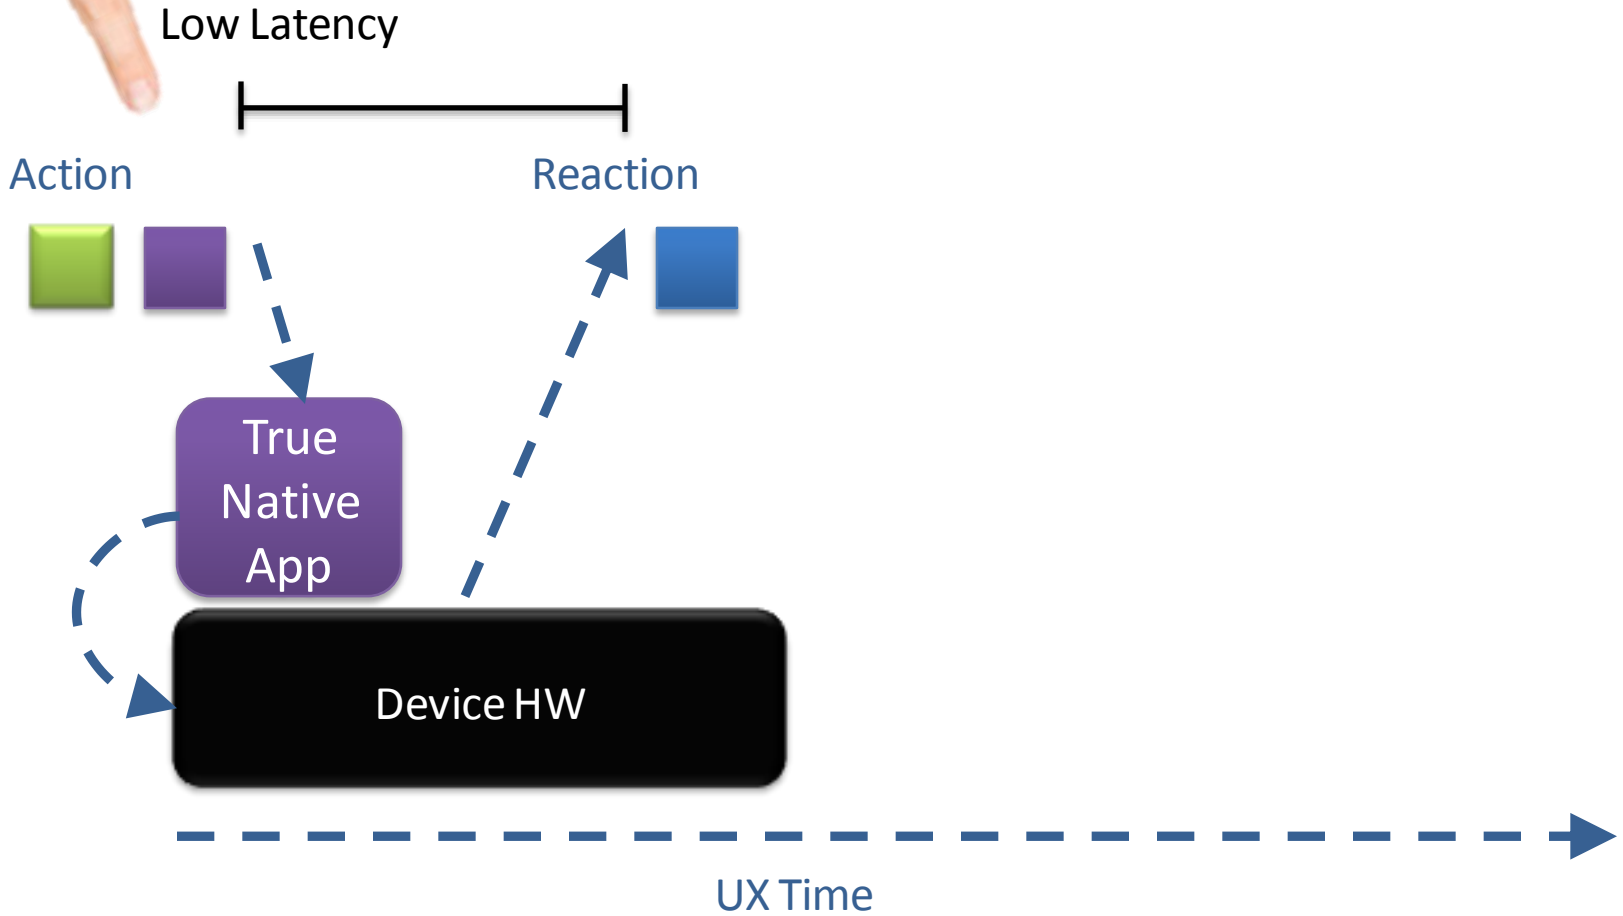 Low Latency
Action
Reaction
True
Native
App
Device HW
UX Time